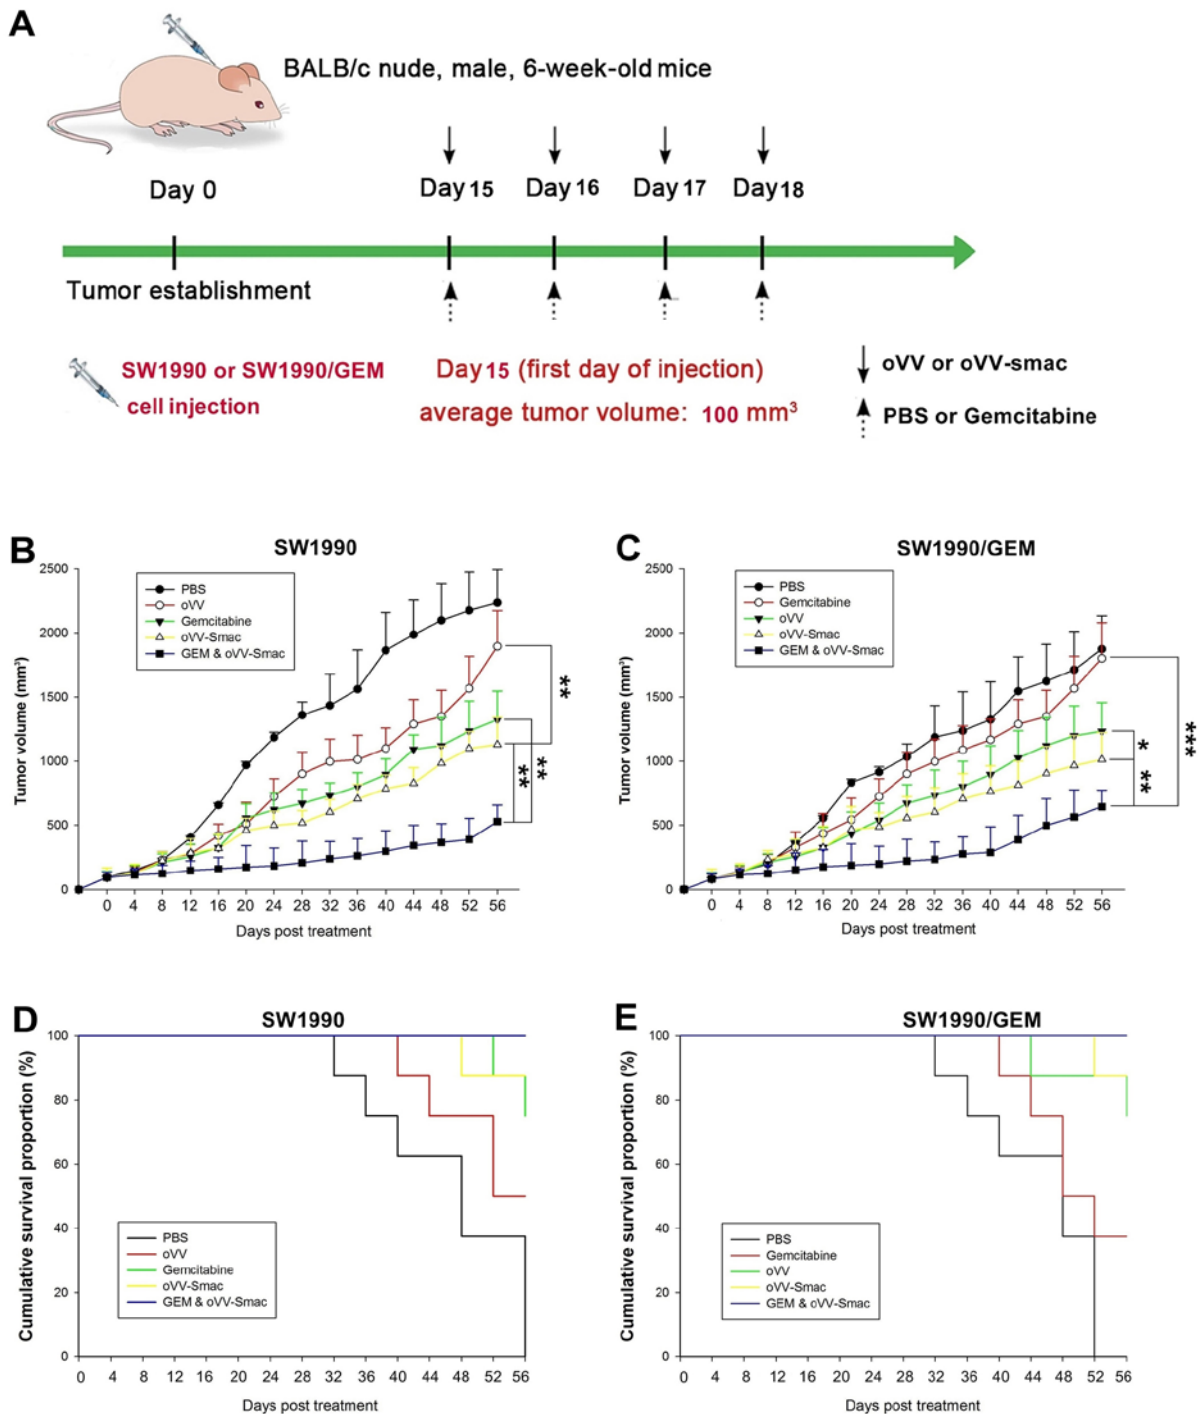 A
BALB/c nude, male, 6-week-old mice
Day 0
Day 15
Day 16
Day 17
Day 18
Tumor establishment
SW1990 or SW1990/GEM
cell injection
Day 15 (first day of injection)
average tumor volume: 100 mm³
oVV or oVV-smac
PBS or Gemcitabine
B
SW1990
Tumor volume (mm³)
2500
2000
1500
1000
500
0
PBS
oVV
Gemcitabine
oVV-Smac
GEM & oVV-Smac
**
**
**
0 4 8 12 16 20 24 28 32 36 40 44 48 52 56
Days post treatment
C
SW1990/GEM
Tumor volume (mm³)
2500
2000
1500
1000
500
0
PBS
Gemcitabine
oVV
oVV-Smac
GEM & oVV-Smac
*
**
***
0 4 8 12 16 20 24 28 32 36 40 44 48 52 56
Days post treatment
D
SW1990
Cumulative survival proportion (%)
100
80
60
40
20
0
PBS
oVV
Gemcitabine
oVV-Smac
GEM & oVV-Smac
0 4 8 12 16 20 24 28 32 36 40 44 48 52 56
Days post treatment
E
SW1990/GEM
Cumulative survival proportion (%)
100
80
60
40
20
0
PBS
Gemcitabine
oVV
oVV-Smac
GEM & oVV-Smac
0 4 8 12 16 20 24 28 32 36 40 44 48 52 56
Days post treatment